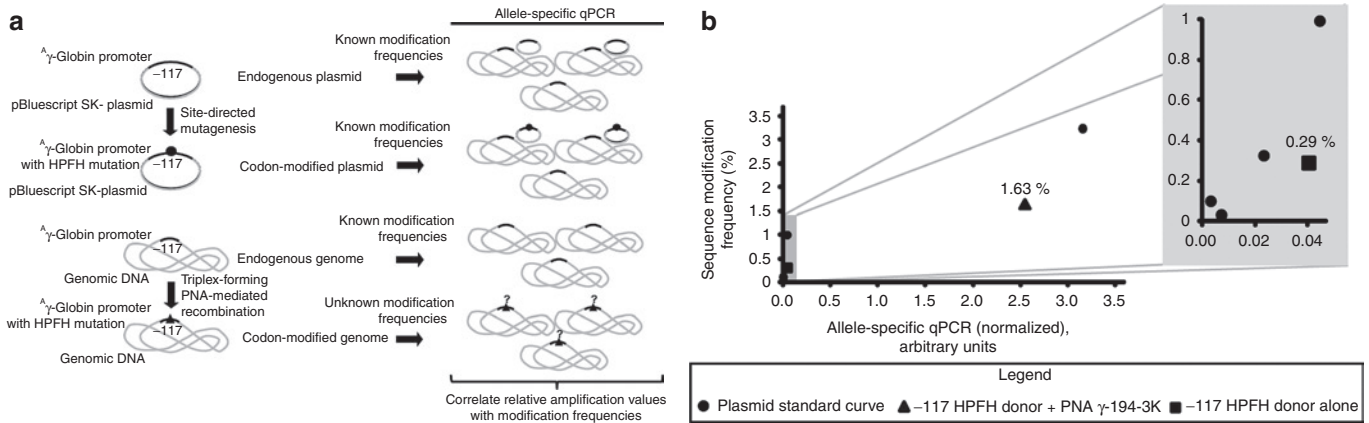 a
Allele-specific qPCR
Aγ-Globin promoter
−117
pBluescript SK- plasmid
Endogenous plasmid
Known modification
frequencies
Site-directed
mutagenesis
Aγ-Globin promoter
with HPFH mutation
−117
pBluescript SK-plasmid
Codon-modified plasmid
Known modification
frequencies
Aγ-Globin promoter
−117
Genomic DNA
Endogenous genome
Known modification
frequencies
Triplex-forming
PNA-mediated
recombination
Aγ-Globin promoter
with HPFH mutation
−117
Genomic DNA
Codon-modified genome
Unknown modification
frequencies
?
?
?
Correlate relative amplification values
with modification frequencies
b
Sequence modification
frequency (%)
3.5
3
2.5
2
1.5
1
0.5
0
0.0
0.5
1.0
1.5
2.0
2.5
3.0
3.5
1.63 %
Allele-specific qPCR (normalized),
arbitrary units
1
0.8
0.6
0.4
0.2
0
0.00
0.02
0.04
0.29 %
Legend
Plasmid standard curve
−117 HPFH donor + PNA γ-194-3K
−117 HPFH donor alone